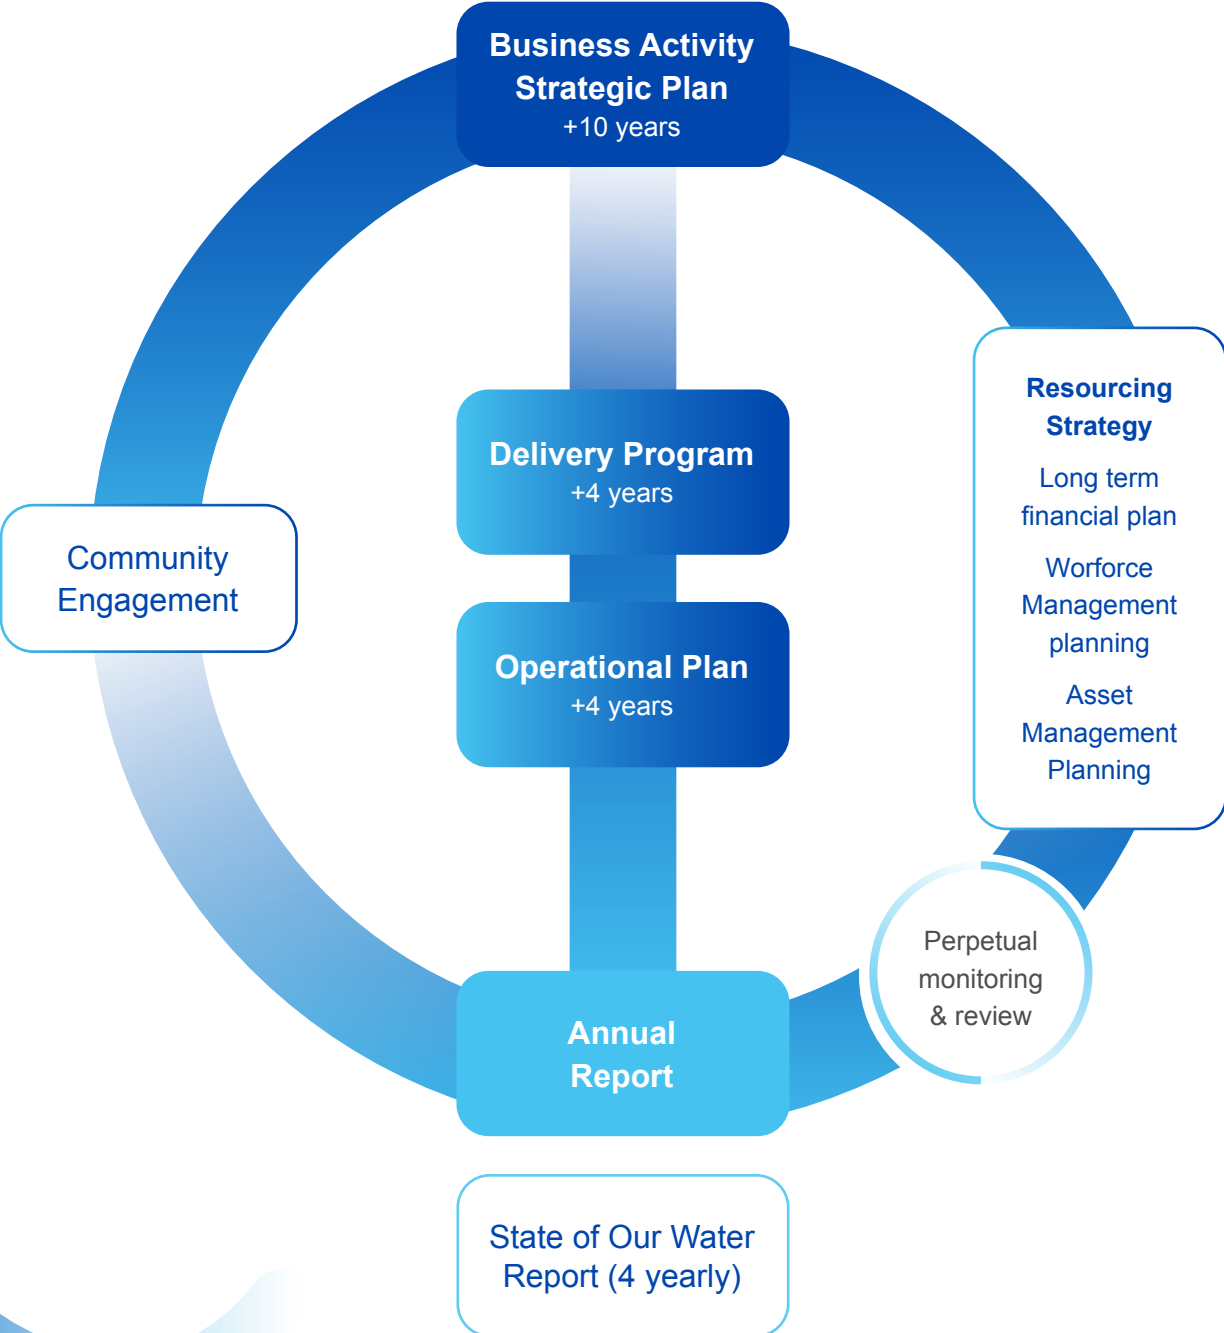 Business Activity
Strategic Plan
+10 years
Delivery Program
+4 years
Operational Plan
+4 years
Community
Engagement
Resourcing
Strategy
Long term
financial plan
Worforce
Management
planning
Asset
Management
Planning
Perpetual
monitoring
& review
Annual
Report
State of Our Water
Report (4 yearly)